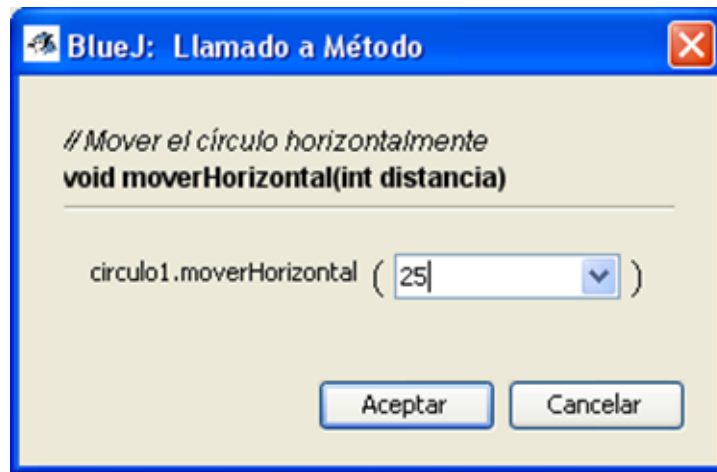 BlueJ: Llamado a Método
// Mover el círculo horizontalmente
void moverHorizontal(int distancia)
circulo1.moverHorizontal ( 25 )
Aceptar Cancelar